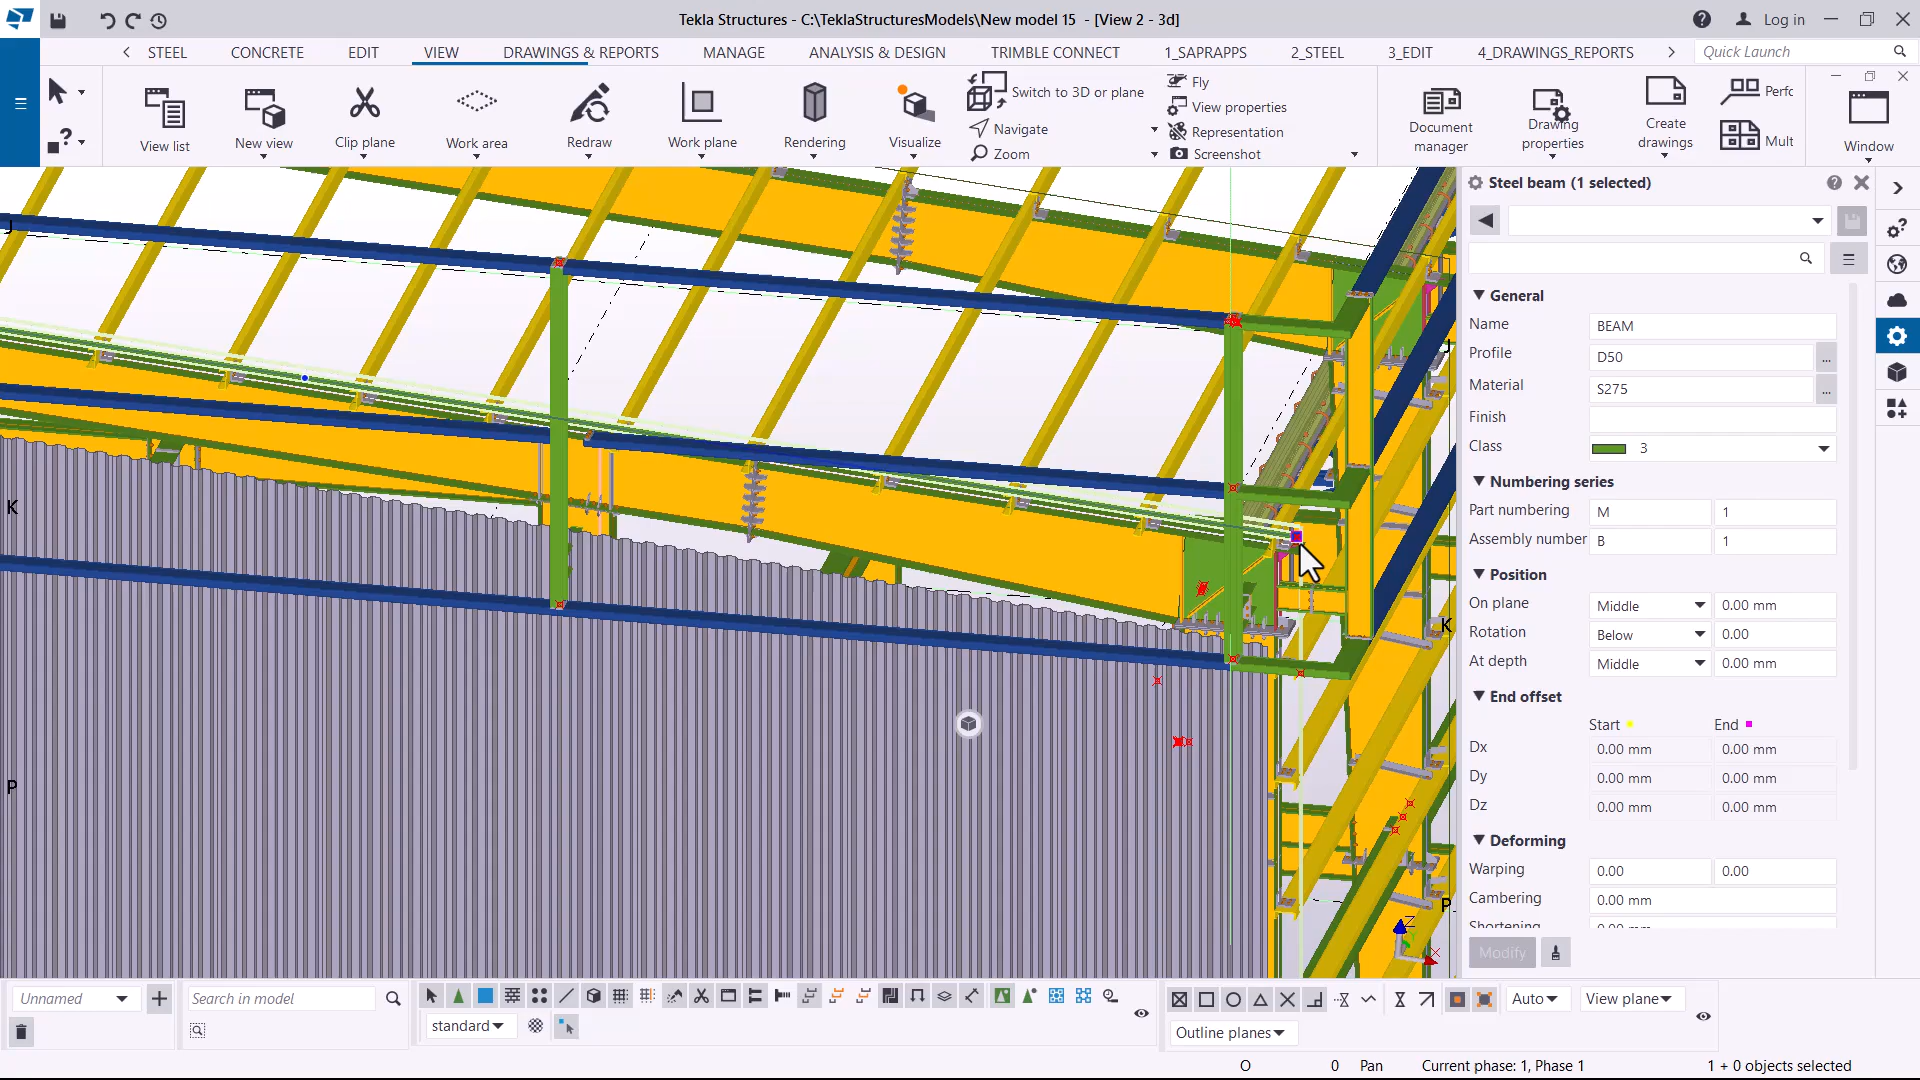 Tekla Structures - C:\TeklaStructuresModels\New model 15 - [View 2 - 3d]
Log in
STEEL CONCRETE EDIT VIEW DRAWINGS & REPORTS MANAGE ANALYSIS & DESIGN TRIMBLE CONNECT 1_SAPRAPPS 2_STEEL 3_EDIT 4_DRAWINGS_REPORTS
Quick Launch
View list
New view
Clip plane
Work area
Redraw
Work plane
Rendering
Visualize
Switch to 3D or plane
Navigate
Zoom
Fly
View properties
Representation
Screenshot
Document manager
Drawing properties
Create drawings
Perfc
Mult
Window
Steel beam (1 selected)
General
Name BEAM
Profile D50 ...
Material S275 ...
Finish
Class 3
Numbering series
Part numbering M 1
Assembly number B 1
Position
On plane Middle 0.00 mm
Rotation Below 0.00
At depth Middle 0.00 mm
End offset
Start End
Dx 0.00 mm 0.00 mm
Dy 0.00 mm 0.00 mm
Dz 0.00 mm 0.00 mm
Deforming
Warping 0.00 0.00
Cambering 0.00 mm
Shortening 0.00 mm
Modify
J
K
P
J
K
P
Z
X
Unnamed
Search in model
standard
Auto
View plane
Outline planes
O 0 Pan Current phase: 1, Phase 1 1 + 0 objects selected